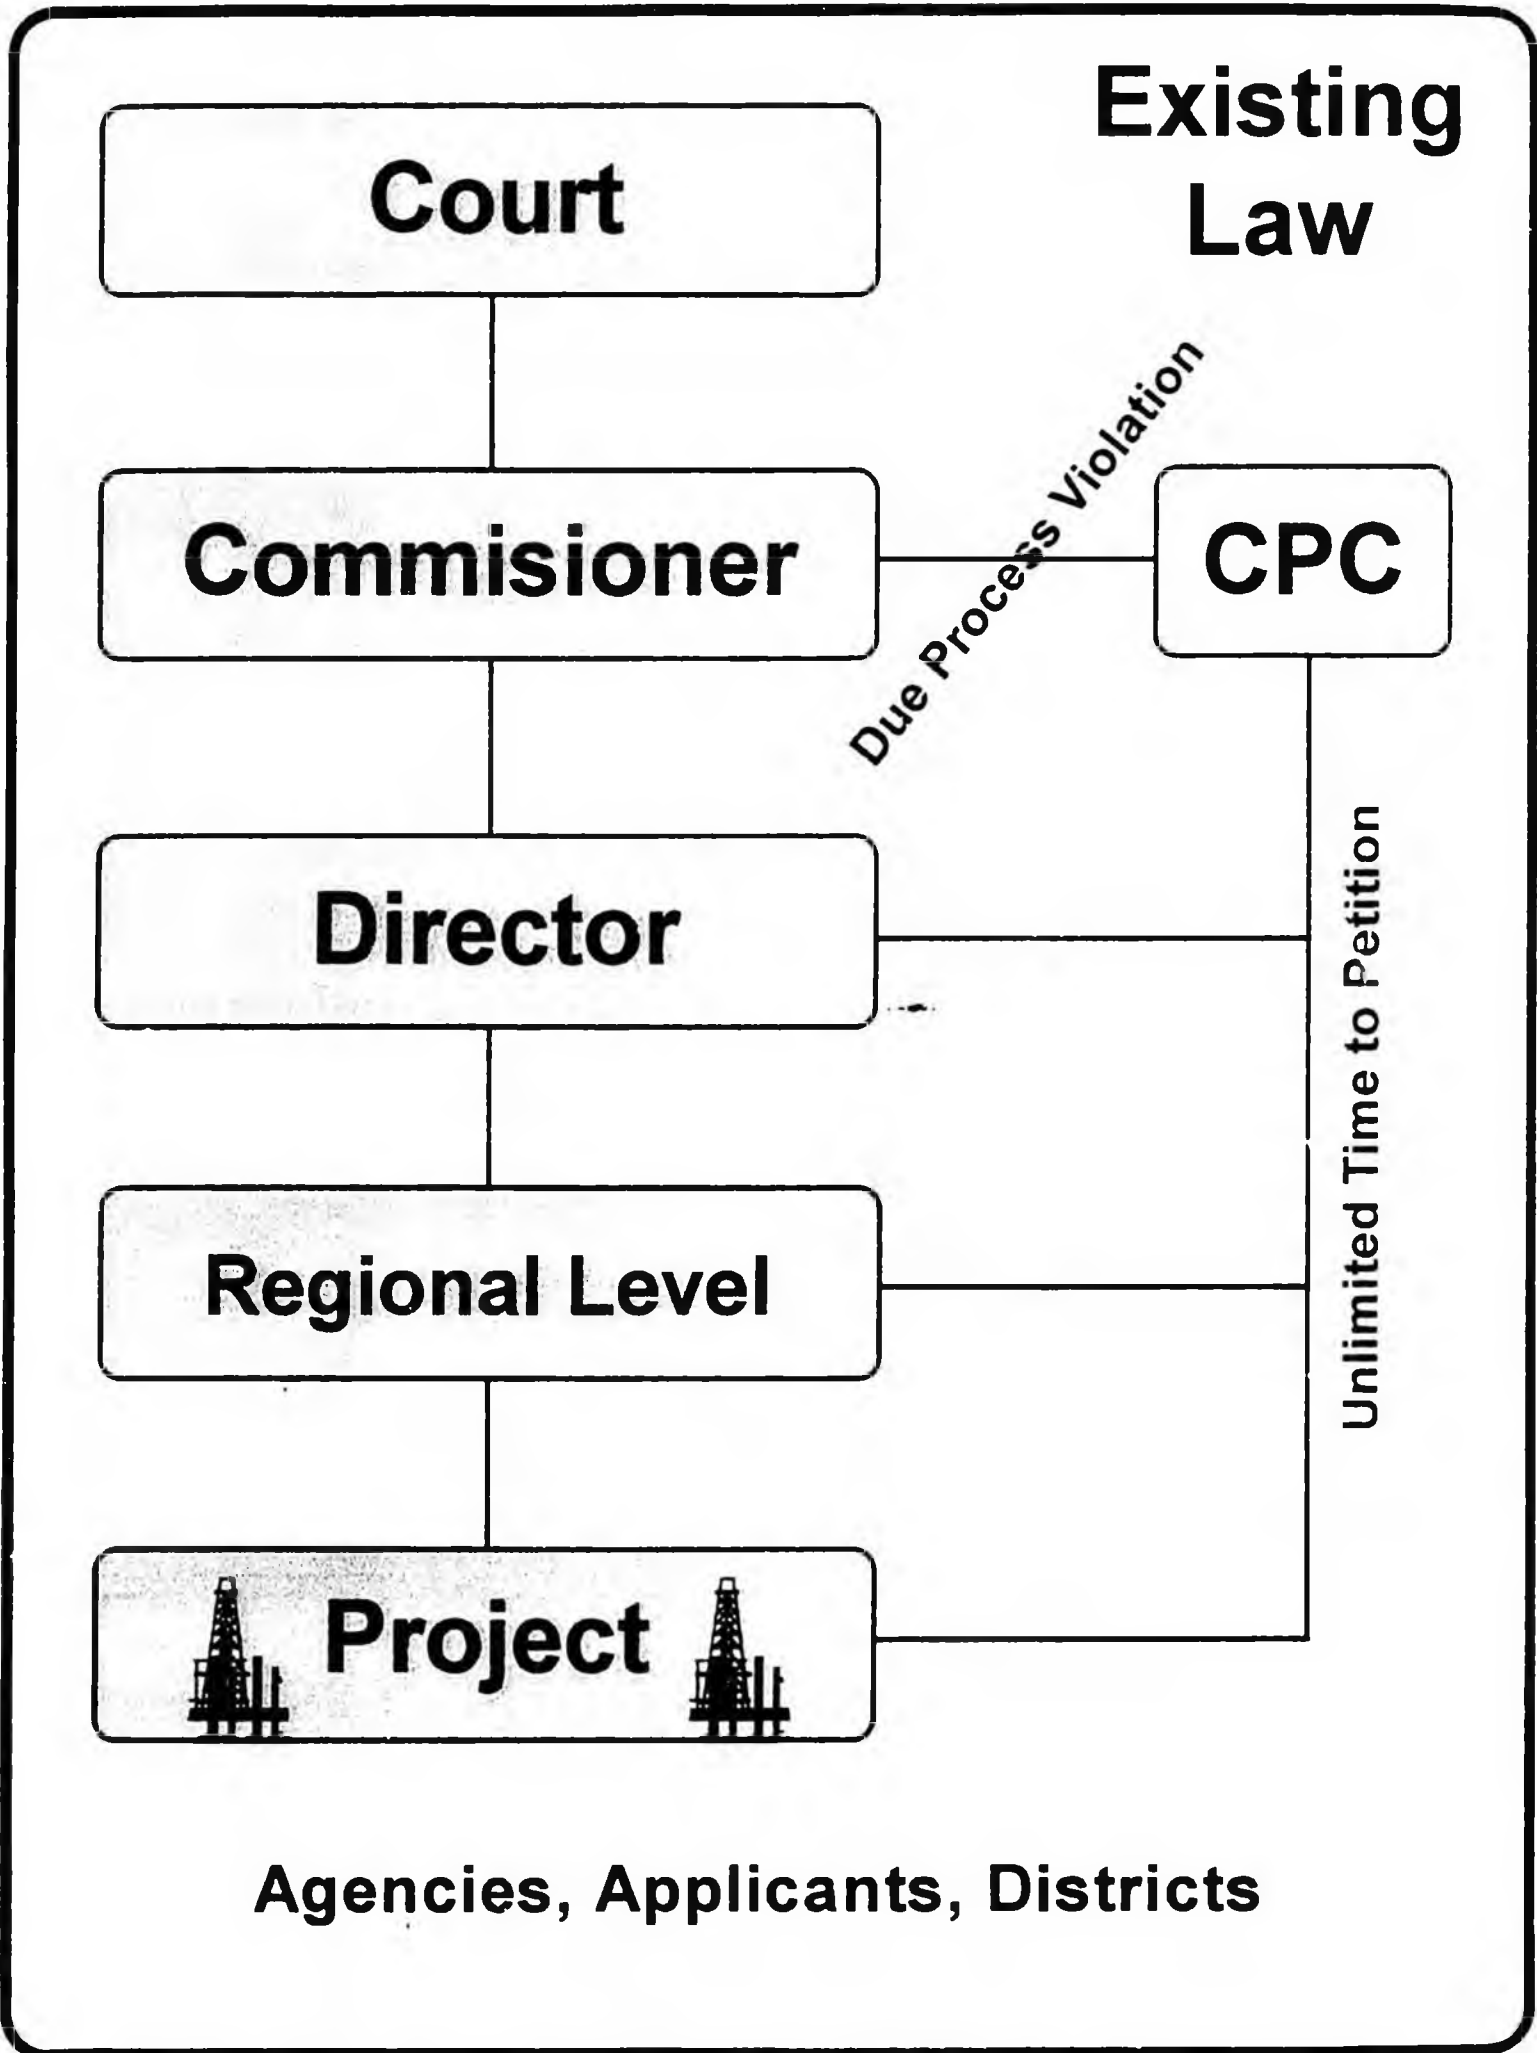 Existing
Law
Court
Due Process Violation
Commisioner
CPC
Director
Unlimited Time to Petition
Regional Level
Project
Agencies, Applicants, Districts